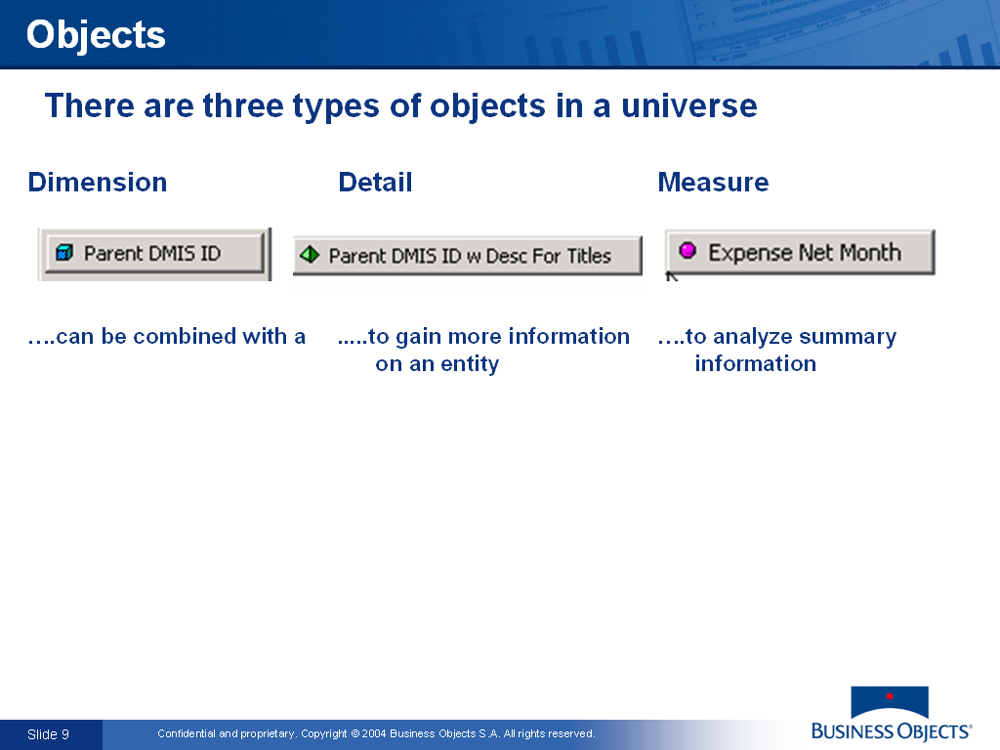 Objects
There are three types of objects in a universe
Dimension
Detail
Measure
Parent DMIS ID
Parent DMIS ID w Desc For Titles
Expense Net Month
….can be combined with a
…..to gain more information
on an entity
….to analyze summary
information
Slide 9
Confidential and proprietary. Copyright © 2004 Business Objects S.A. All rights reserved.
BUSINESS OBJECTS®